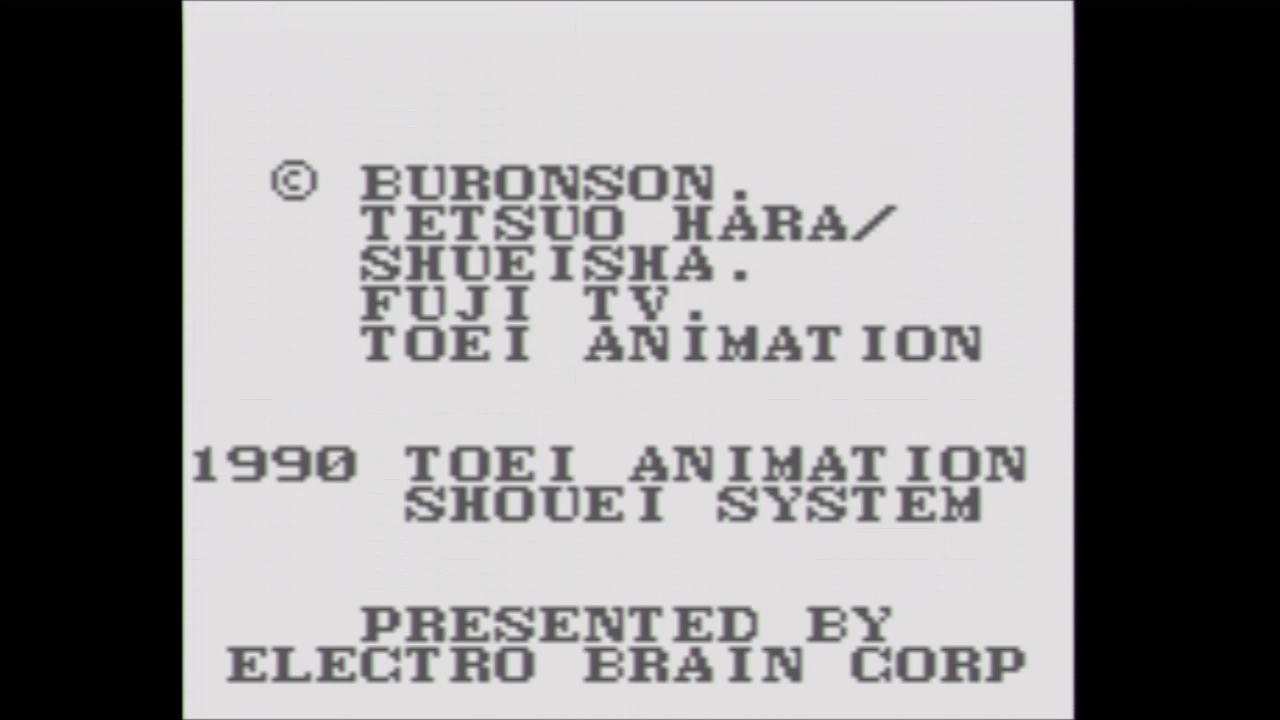 © BURONSON.
TETSUO HARA/
SHUEISHA.
FUJI TV.
TOEI ANIMATION
1990 TOEI ANIMATION
SHOUEI SYSTEM
PRESENTED BY
ELECTRO BRAIN CORP